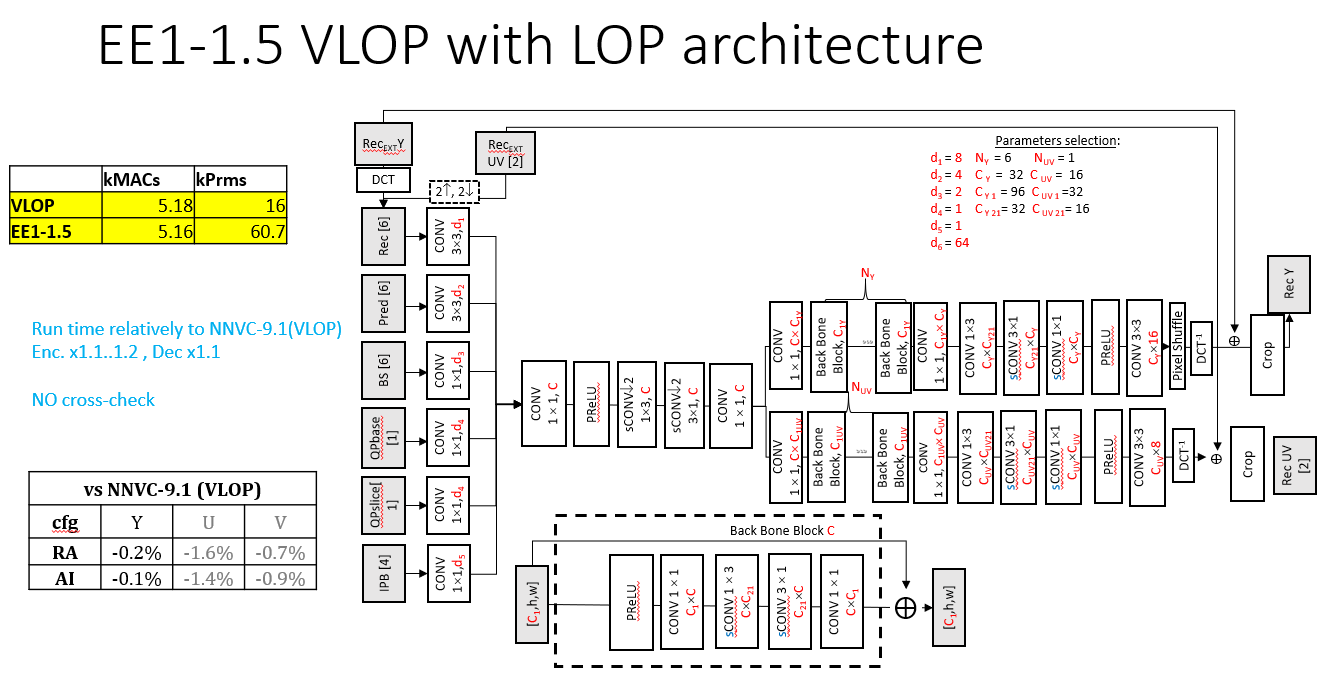 EE1-1.5 VLOP with LOP architecture
kMACs kPrms
VLOP 5.18 16
EE1-1.5 5.16 60.7
Run time relatively to NNVC-9.1(VLOP)
Enc. x1.1..1.2 , Dec x1.1
NO cross-check
vs NNVC-9.1 (VLOP)
cfg Y U V
RA -0.2% -1.6% -0.7%
AI -0.1% -1.4% -0.9%
RecEXTY
DCT
RecEXT
UV [2]
2↑, 2↓
Rec [6]
CONV
3×3,d1
Pred [6]
CONV
3×3,d2
BS [6]
CONV
1×1,d3
QPbase
[1]
CONV
1×1,d4
QPslice[
1]
CONV
1×1,d4
IPB [4]
CONV
1×1,d5
CONV
1 × 1, C
PReLU
sCONV↓2
1×3, C
sCONV↓2
3×1, C
CONV
1 × 1, C
Parameters selection:
d1 = 8 NY = 6 NUV = 1
d2 = 4 CY = 32 CUV = 16
d3 = 2 CY1 = 96 CUV1 =32
d4 = 1 CY21= 32 CUV21= 16
d5 = 1
d6 = 64
NY
CONV
1 × 1, C× C1Y
Back Bone
Block, C1Y
Back Bone
Block, C1Y
CONV
1 × 1, C1Y× CY
CONV 1×3
CY×CY21
sCONV 3×1
CY21×CY
sCONV 1×1
CY×CY
PReLU
CONV 3×3
CY×16
Pixel Shuffle
DCT-1
⊕
Crop
Rec Y
NUV
CONV
1 × 1, C× C1UV
Back Bone
Block, C1UV
Back Bone
Block, C1UV
CONV
1 × 1, C1UV× CUV
CONV 1×3
CUV×CUV21
sCONV 3×1
CUV21×CUV
sCONV 1×1
CUV×CUV
PReLU
CONV 3×3
CUV×8
DCT-1
⊕
Crop
Rec UV
[2]
Back Bone Block C
[C1,h,w]
PReLU
CONV 1 × 1
C1×C
sCONV 1 × 3
C×C21
sCONV 3 × 1
C21×C
CONV 1 × 1
C×C1
⊕
[C1,h,w]